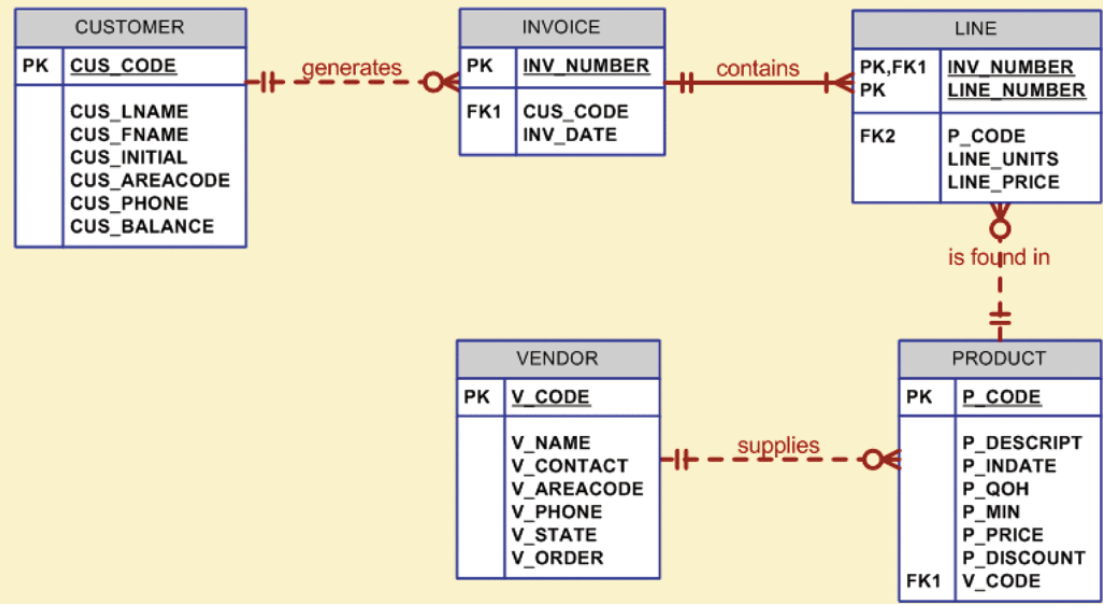 CUSTOMER
PK CUS_CODE
CUS_LNAME
CUS_FNAME
CUS_INITIAL
CUS_AREACODE
CUS_PHONE
CUS_BALANCE
generates
INVOICE
PK INV_NUMBER
FK1 CUS_CODE
INV_DATE
contains
LINE
PK,FK1 INV_NUMBER
PK LINE_NUMBER
FK2 P_CODE
LINE_UNITS
LINE_PRICE
is found in
VENDOR
PK V_CODE
V_NAME
V_CONTACT
V_AREACODE
V_PHONE
V_STATE
V_ORDER
supplies
PRODUCT
PK P_CODE
P_DESCRIPT
P_INDATE
P_QOH
P_MIN
P_PRICE
P_DISCOUNT
FK1 V_CODE